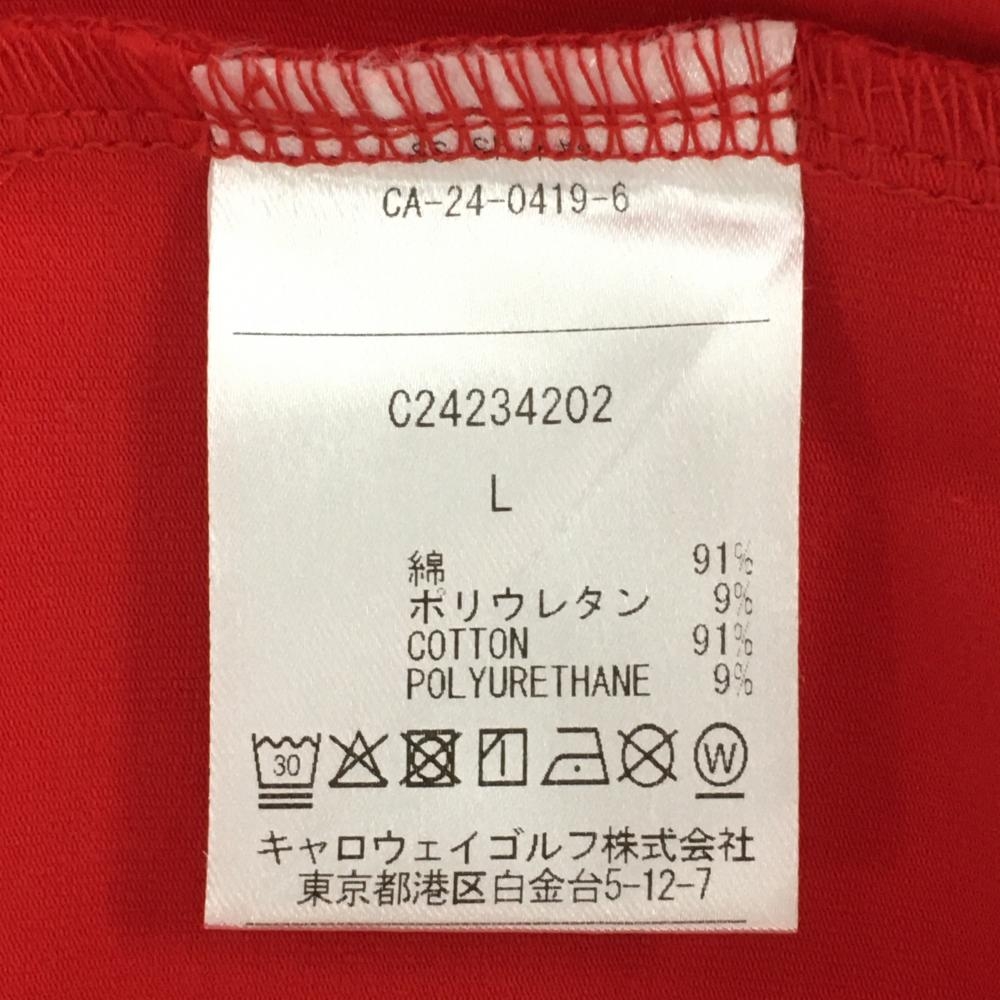 CA-24-0419-6
C24234202
L
綿 91%
ポリウレタン 9%
COTTON 91%
POLYURETHANE 9%
30 W
キャロウェイゴルフ株式会社
東京都港区白金台5-12-7